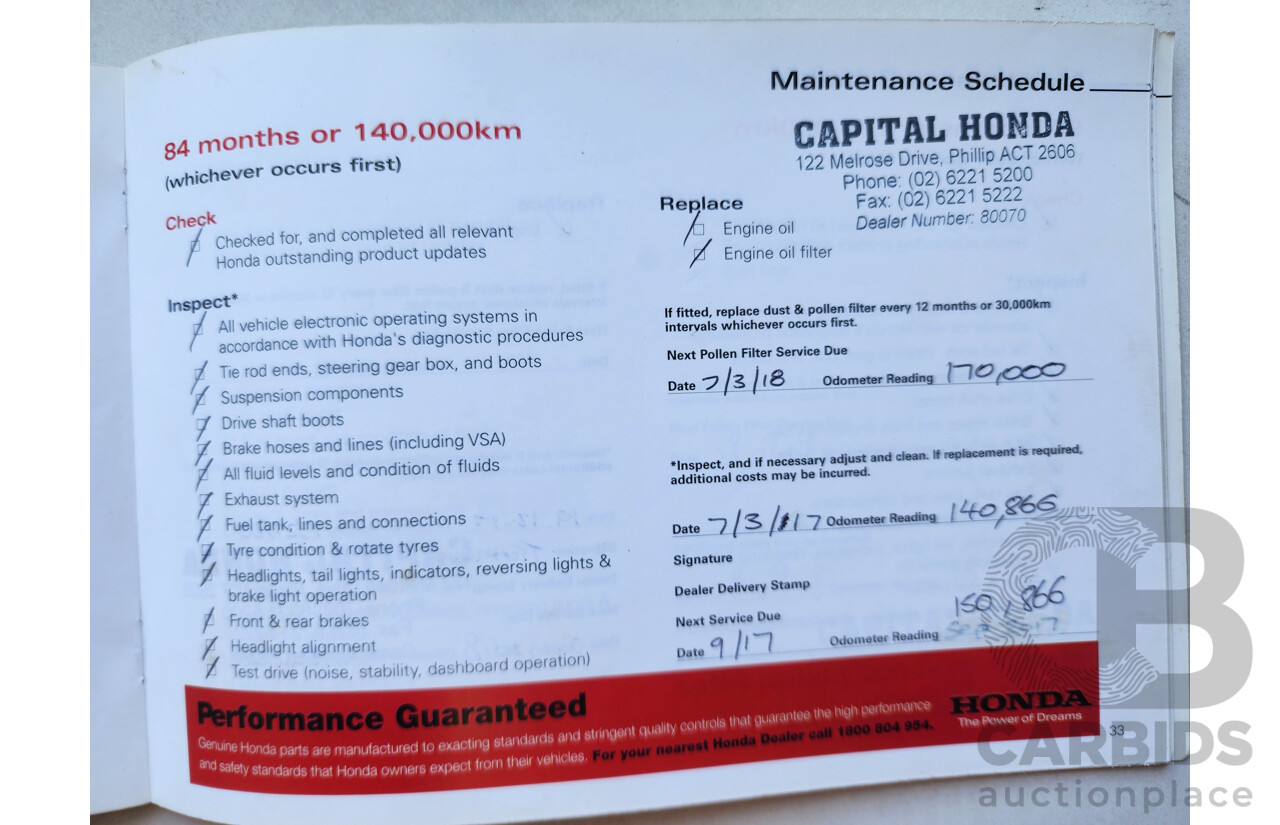 Maintenance Schedule
84 months or 140,000km
(whichever occurs first)
Check
Checked for, and completed all relevant
Honda outstanding product updates
Inspect*
All vehicle electronic operating systems in
accordance with Honda's diagnostic procedures
Tie rod ends, steering gear box, and boots
Suspension components
Drive shaft boots
Brake hoses and lines (including VSA)
All fluid levels and condition of fluids
Exhaust system
Fuel tank, lines and connections
Tyre condition & rotate tyres
Headlights, tail lights, indicators, reversing lights &
brake light operation
Front & rear brakes
Headlight alignment
Test drive (noise, stability, dashboard operation)
CAPITAL HONDA
122 Melrose Drive, Phillip ACT 2606
Phone: (02) 6221 5200
Fax: (02) 6221 5222
Dealer Number: 80070
Replace
Engine oil
Engine oil filter
If fitted, replace dust & pollen filter every 12 months or 30,000km
intervals whichever occurs first.
Next Pollen Filter Service Due
Date 7/3/18 Odometer Reading 170,000
*Inspect, and if necessary adjust and clean. If replacement is required,
additional costs may be incurred.
Date 7/3/17 Odometer Reading 140,866
Signature
Dealer Delivery Stamp
Next Service Due
150,866
Date 9/17 Odometer Reading
Performance Guaranteed
Genuine Honda parts are manufactured to exacting standards and stringent quality controls that guarantee the high performance
and safety standards that Honda owners expect from their vehicles. For your nearest Honda Dealer call 1800 804 954.
HONDA
The Power of Dreams
33
CARBIDS
auctionplace